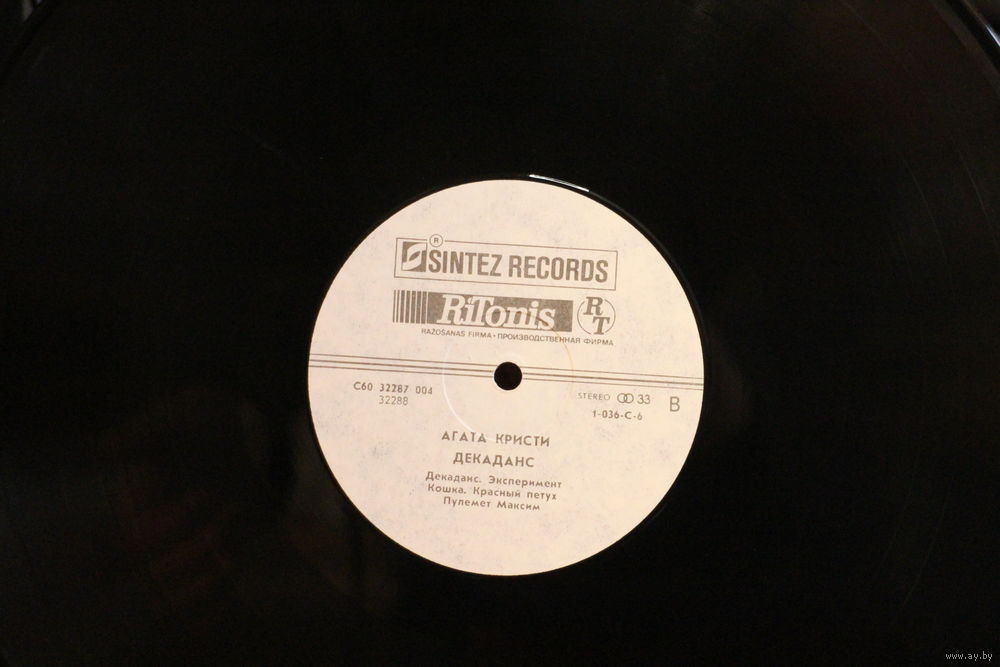 ®
SINTEZ RECORDS
RiTonis RT
RAŽOŠANAS FIRMA • ПРОИЗВОДСТВЕННАЯ ФИРМА
С60 32287 004
32288
STEREO 33
1-036-С-6
B
АГАТА КРИСТИ
ДЕКАДАНС
Декаданс. Эксперимент
Кошка. Красный петух
Пулемет Максим
www.ay.by